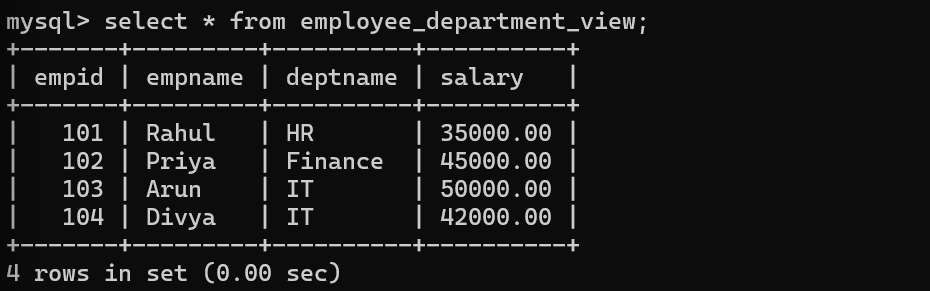 mysql> select * from employee_department_view;
+-------+---------+----------+----------+
| empid | empname | deptname | salary   |
+-------+---------+----------+----------+
|   101 | Rahul   | HR       | 35000.00 |
|   102 | Priya   | Finance  | 45000.00 |
|   103 | Arun    | IT       | 50000.00 |
|   104 | Divya   | IT       | 42000.00 |
+-------+---------+----------+----------+
4 rows in set (0.00 sec)